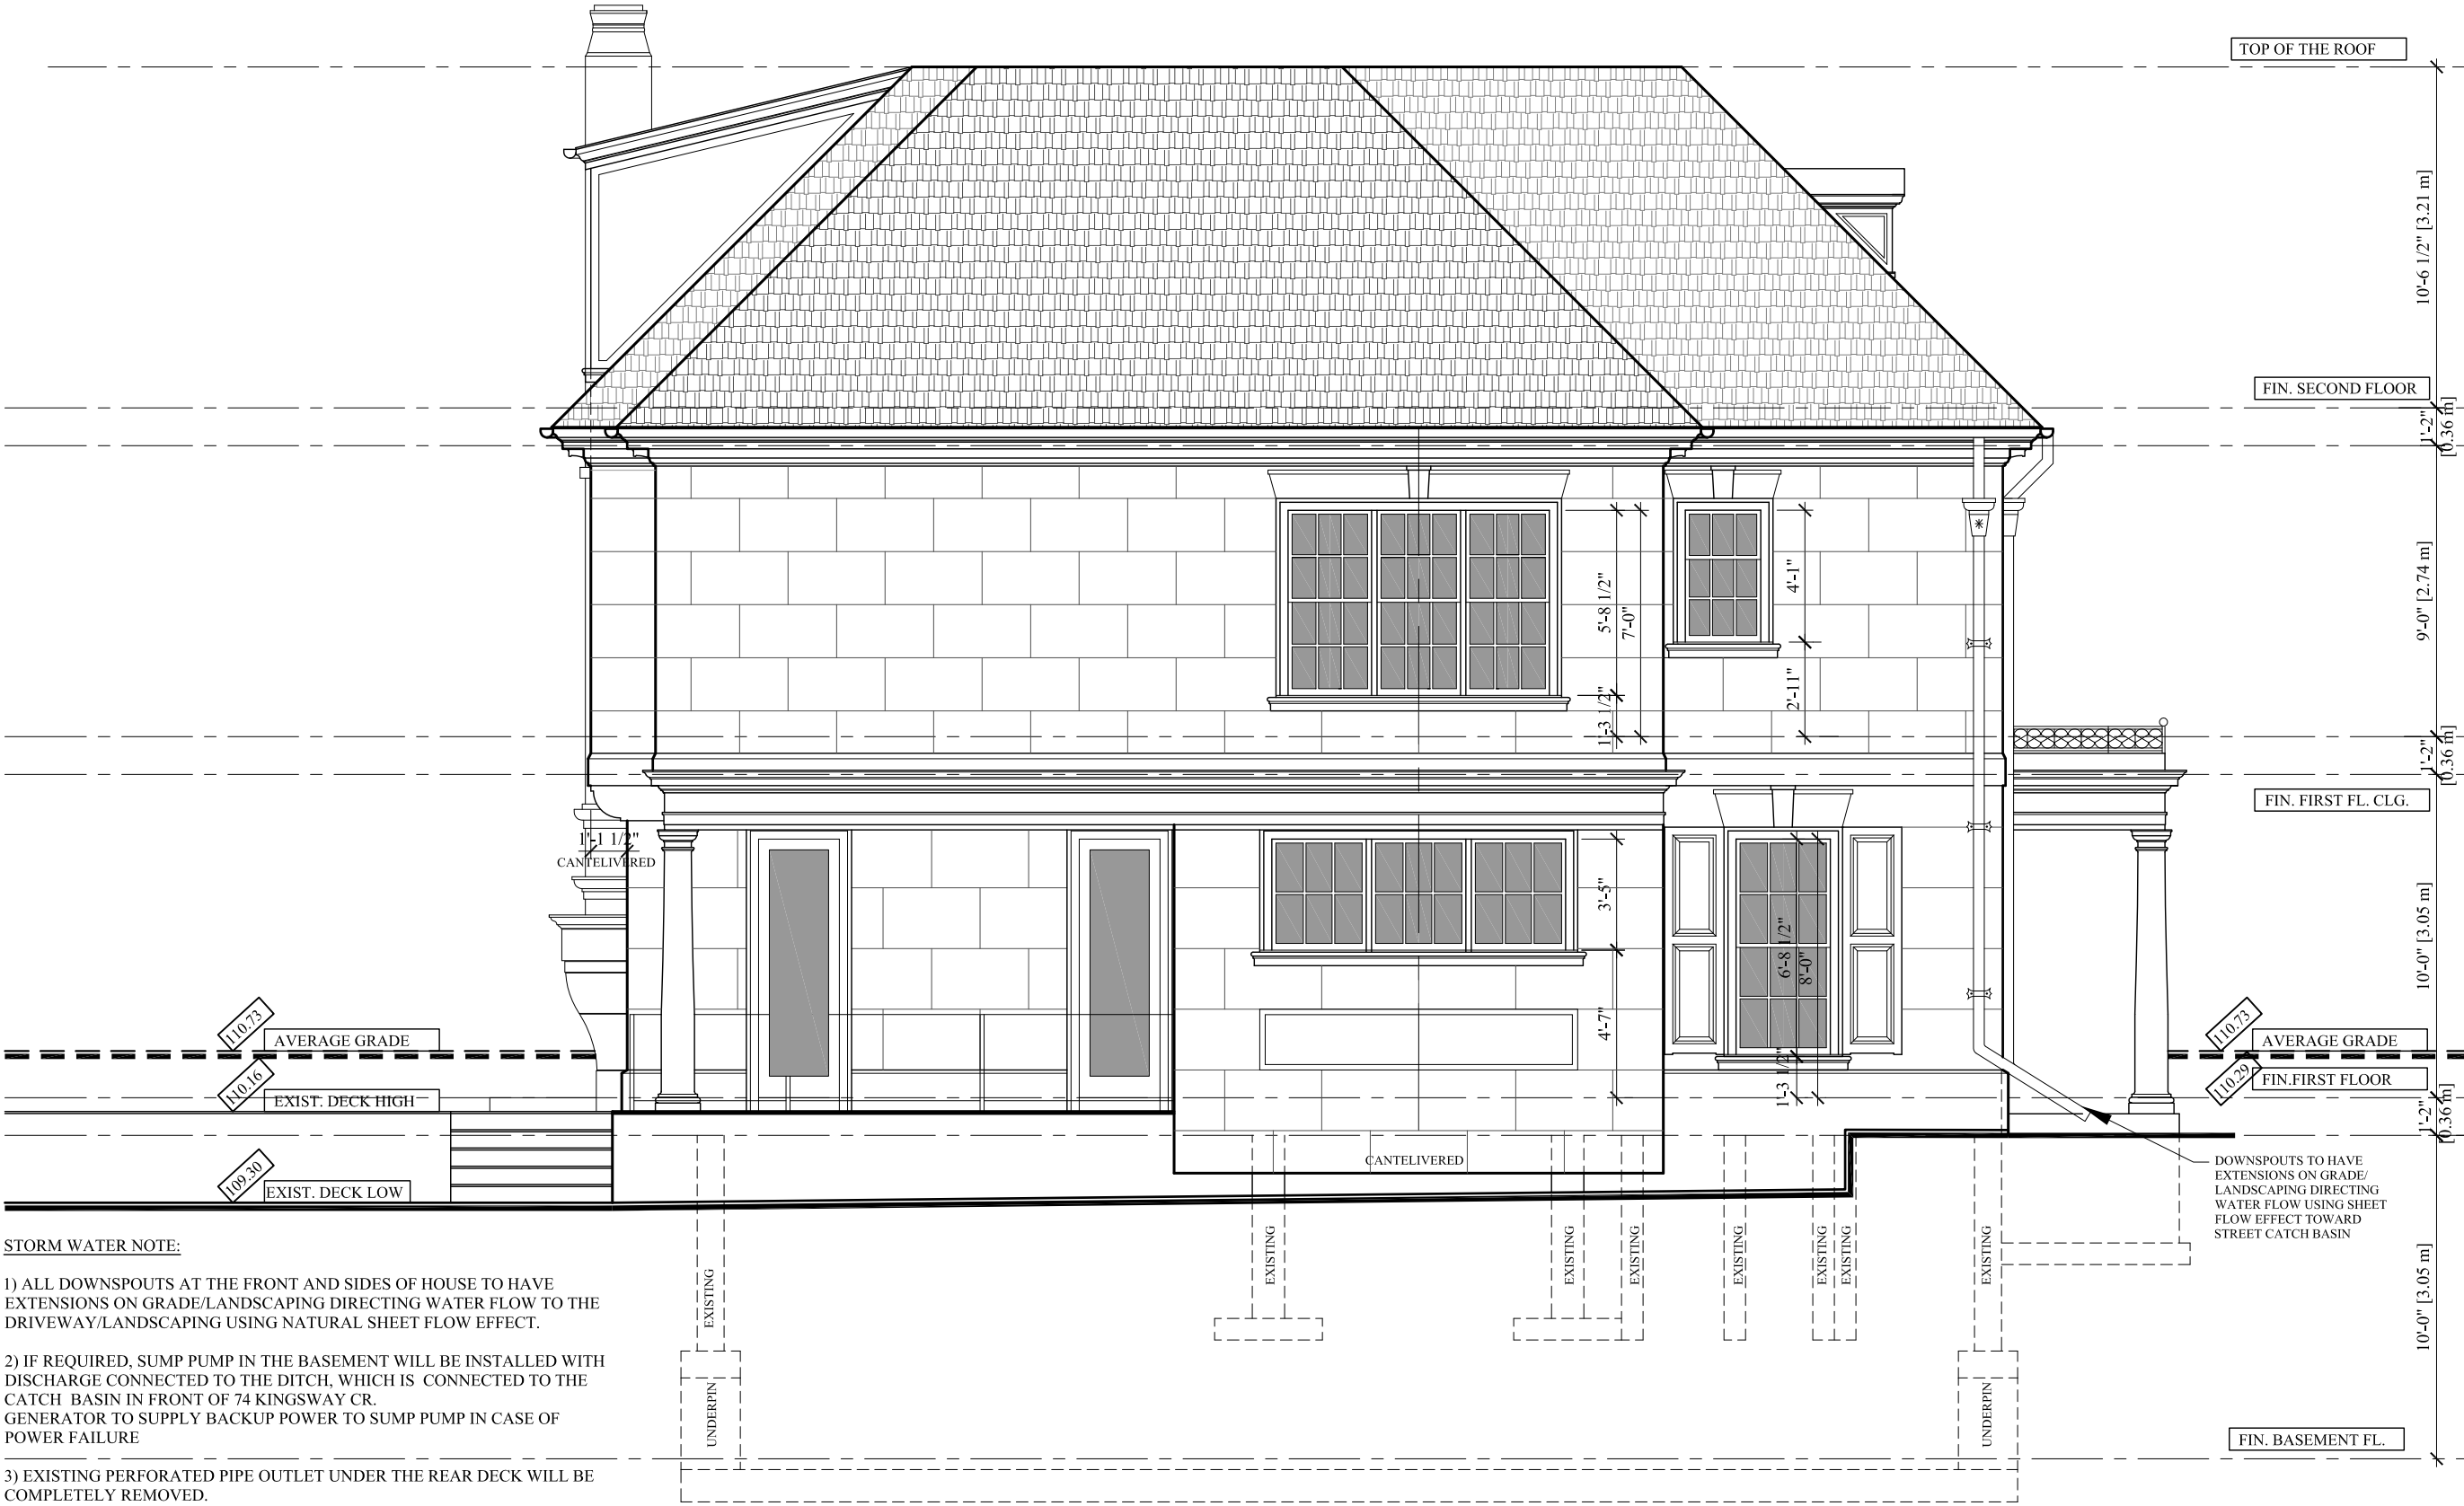 TOP OF THE ROOF
10'-6 1/2" [3.21 m]
FIN. SECOND FLOOR
1'-2"
[0.36 m]
9'-0" [2.74 m]
5'-8 1/2"
7'-0"
4'-1"
1'-3 1/2"
2'-11"
1'-2"
[0.36 m]
FIN. FIRST FL. CLG.
1'-1 1/2"
CANTELIVERED
3'-5"
6'-8 1/2"
8'-0"
4'-7"
1'-3 1/2"
10'-0" [3.05 m]
110.73
AVERAGE GRADE
110.16
EXIST. DECK HIGH
109.30
EXIST. DECK LOW
110.73
AVERAGE GRADE
110.29
FIN.FIRST FLOOR
1'-2"
[0.36 m]
CANTELIVERED
DOWNSPOUTS TO HAVE
EXTENSIONS ON GRADE/
LANDSCAPING DIRECTING
WATER FLOW USING SHEET
FLOW EFFECT TOWARD
STREET CATCH BASIN
EXISTING
EXISTING
EXISTING
EXISTING
EXISTING
EXISTING
EXISTING
EXISTING
UNDERPIN
UNDERPIN
10'-0" [3.05 m]
FIN. BASEMENT FL.
STORM WATER NOTE:
1) ALL DOWNSPOUTS AT THE FRONT AND SIDES OF HOUSE TO HAVE
EXTENSIONS ON GRADE/LANDSCAPING DIRECTING WATER FLOW TO THE
DRIVEWAY/LANDSCAPING USING NATURAL SHEET FLOW EFFECT.
2) IF REQUIRED, SUMP PUMP IN THE BASEMENT WILL BE INSTALLED WITH
DISCHARGE CONNECTED TO THE DITCH, WHICH IS CONNECTED TO THE
CATCH BASIN IN FRONT OF 74 KINGSWAY CR.
GENERATOR TO SUPPLY BACKUP POWER TO SUMP PUMP IN CASE OF
POWER FAILURE
3) EXISTING PERFORATED PIPE OUTLET UNDER THE REAR DECK WILL BE
COMPLETELY REMOVED.